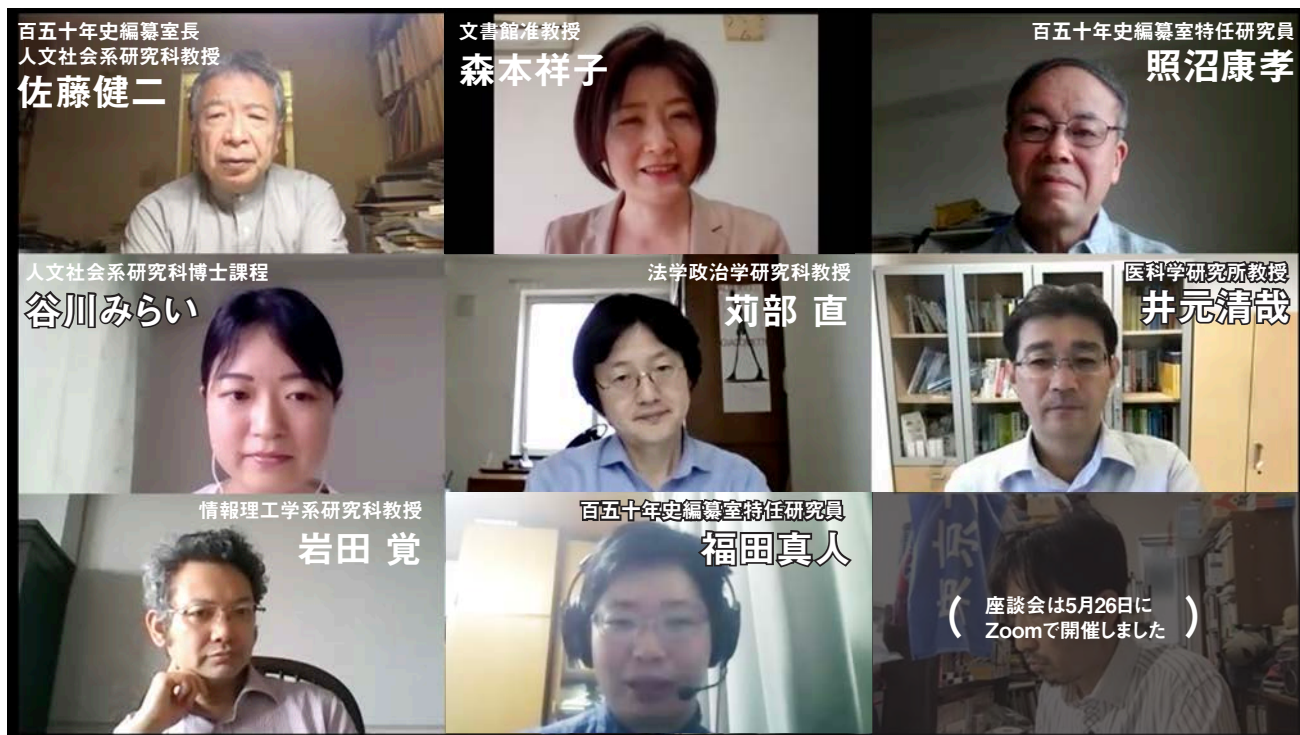 百五十年史編纂室長
人文社会系研究科教授
佐藤健二
文書館准教授
森本祥子
百五十年史編纂室特任研究員
照沼康孝
人文社会系研究科博士課程
谷川みらい
法学政治学研究科教授
苅部 直
医科学研究所教授
井元清哉
情報理工学系研究科教授
岩田 覚
百五十年史編纂室特任研究員
福田真人
( 座談会は5月26日に
Zoomで開催しました )